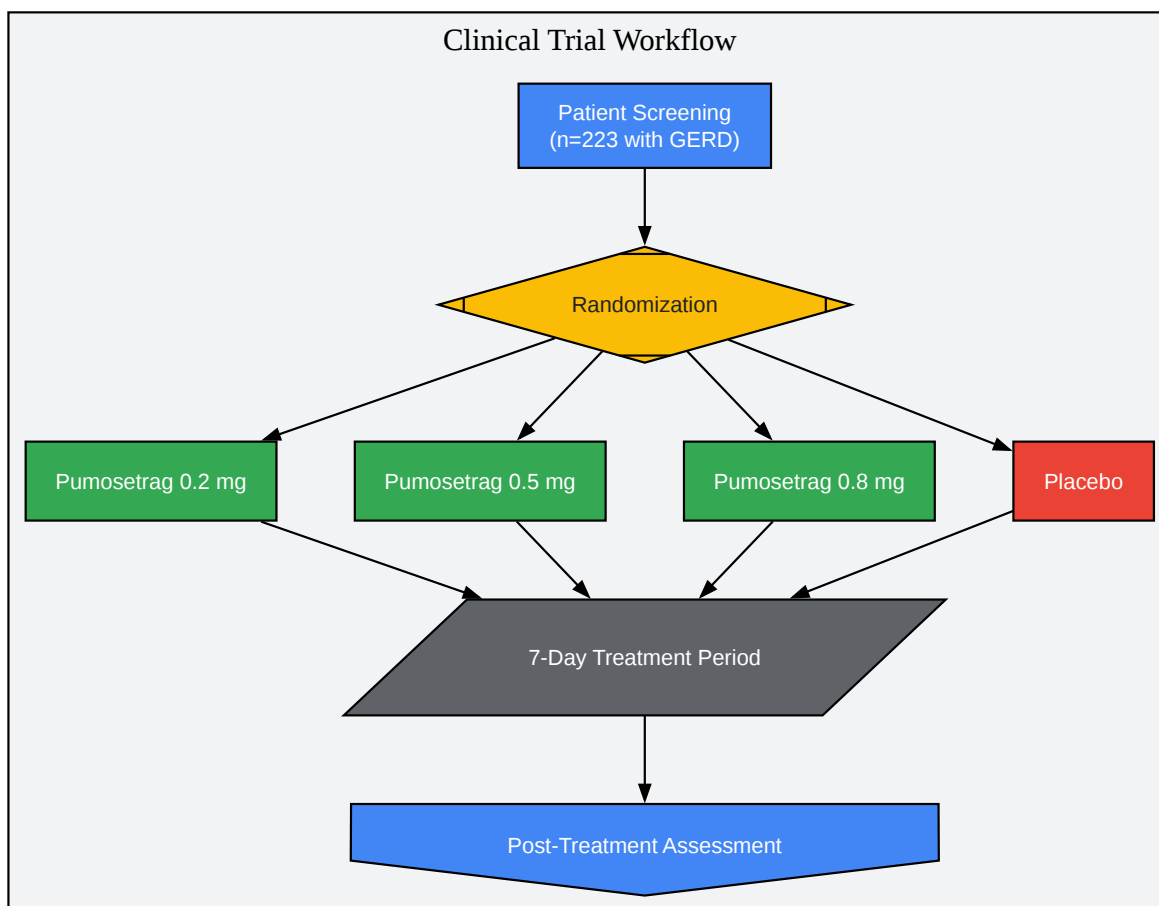 Clinical Trial Workflow
Patient Screening
(n=223 with GERD)
Randomization
Pumosetrag 0.2 mg
Pumosetrag 0.5 mg
Pumosetrag 0.8 mg
Placebo
7-Day Treatment Period
Post-Treatment Assessment